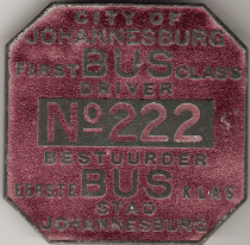 CITY OF
JOHANNESBURG
FIRST BUS CLASS
DRIVER
No 222
BESTUURDER
EERSTE BUS KLAS
STAD
JOHANNESBURG